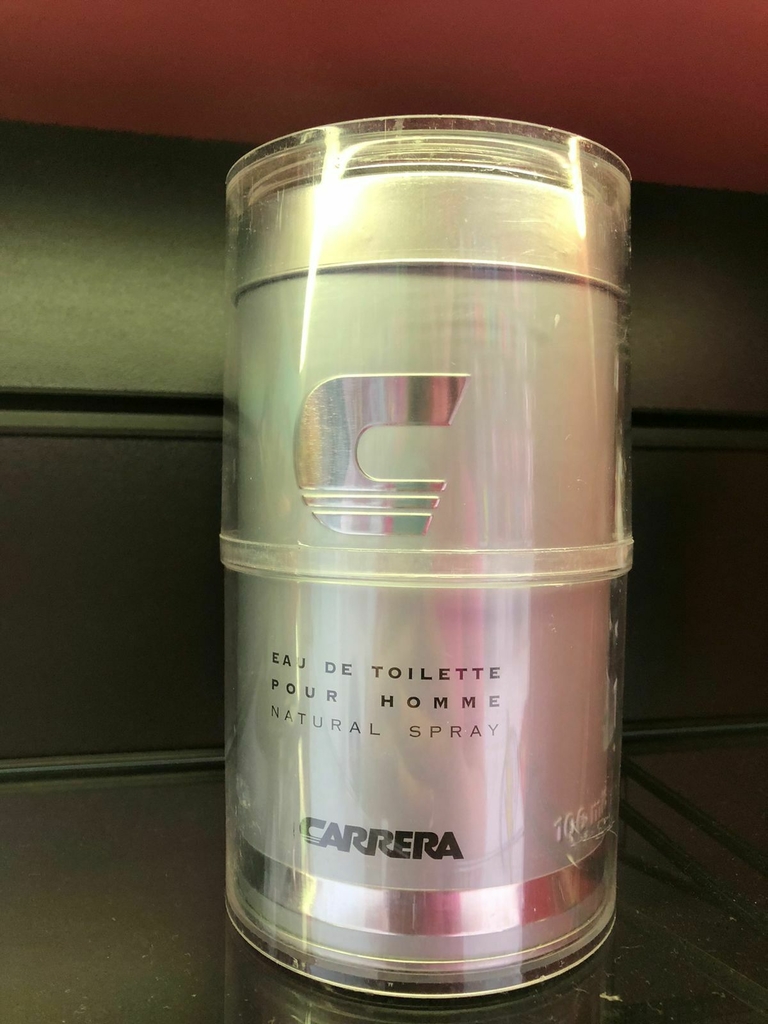 C
EAU DE TOILETTE
POUR HOMME
NATURAL SPRAY
CARRERA